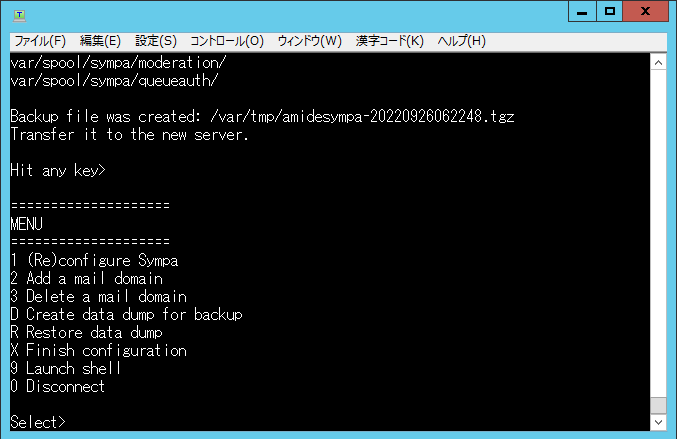 ファイル(F) 編集(E) 設定(S) コントロール(O) ウィンドウ(W) 漢字コード(K) ヘルプ(H)
var/spool/sympa/moderation/
var/spool/sympa/queueauth/
Backup file was created: /var/tmp/amidesympa-20220926062248.tgz
Transfer it to the new server.
Hit any key>
====================
MENU
====================
1 (Re)configure Sympa
2 Add a mail domain
3 Delete a mail domain
D Create data dump for backup
R Restore data dump
X Finish configuration
9 Launch shell
0 Disconnect
Select>